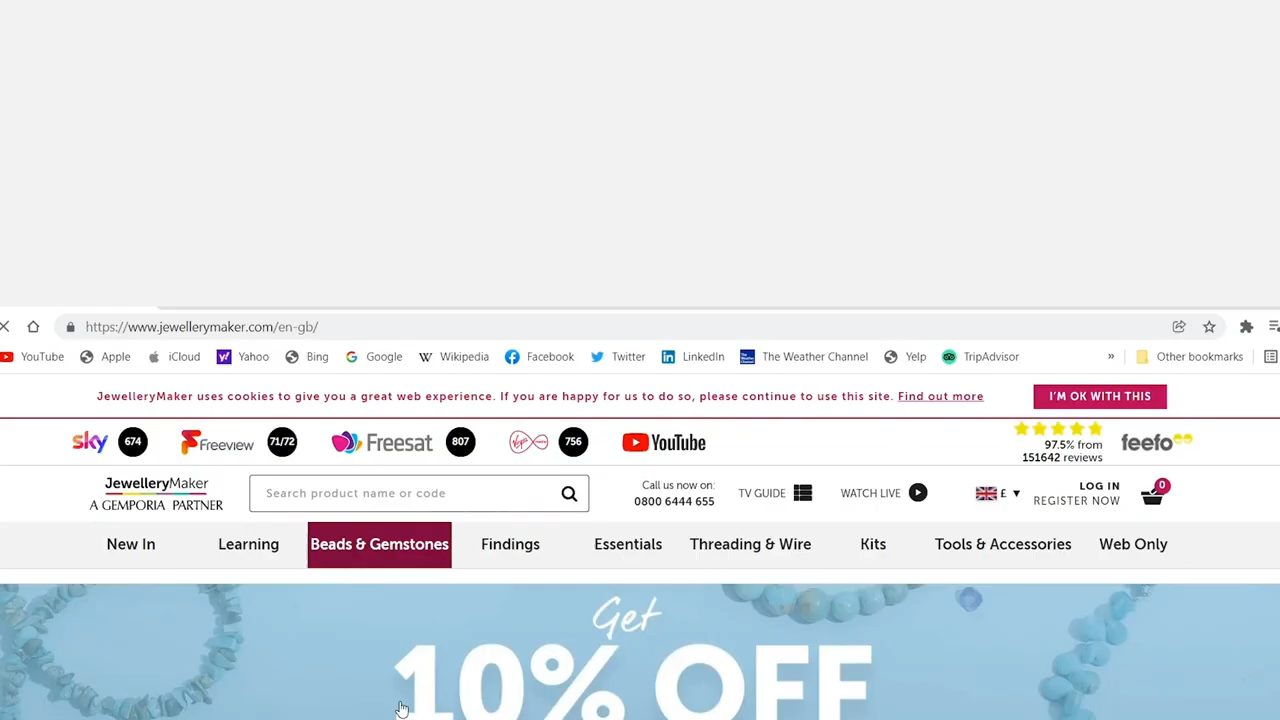 https://www.jewellerymaker.com/en-gb/
YouTube Apple iCloud Yahoo Bing Google Wikipedia Facebook Twitter LinkedIn The Weather Channel Yelp TripAdvisor » Other bookmarks
JewelleryMaker uses cookies to give you a great web experience. If you are happy for us to do so, please continue to use this site. Find out more I'M OK WITH THIS
sky 674 Freeview 71/72 Freesat 807 Virgin media 756 YouTube
97.5% from
151642 reviews
feefo
JewelleryMaker
A GEMPORIA PARTNER
Search product name or code
Call us now on:
0800 6444 655
TV GUIDE WATCH LIVE £ ▼
LOG IN
REGISTER NOW
0
New In Learning Beads & Gemstones Findings Essentials Threading & Wire Kits Tools & Accessories Web Only
Get
10% OFF